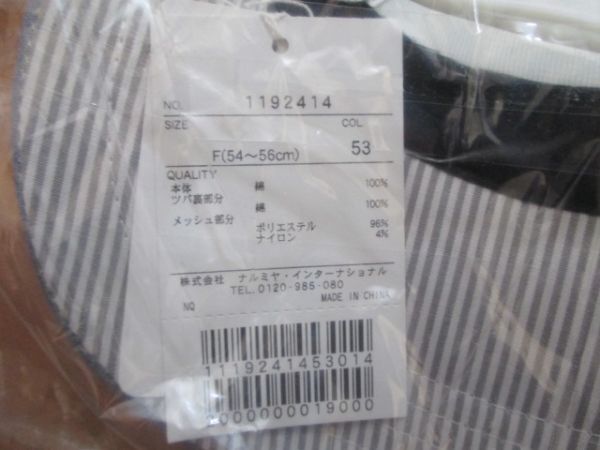 NO. 1192414
SIZE COL
F(54〜56cm) 53
QUALITY
本体 綿 100%
ツバ裏部分 綿 100%
メッシュ部分 ポリエステル 96%
ナイロン 4%
株式会社 ナルミヤ・インターナショナル
TEL.0120-985-080
NQ MADE IN CHINA
1119241453014
2000000019000